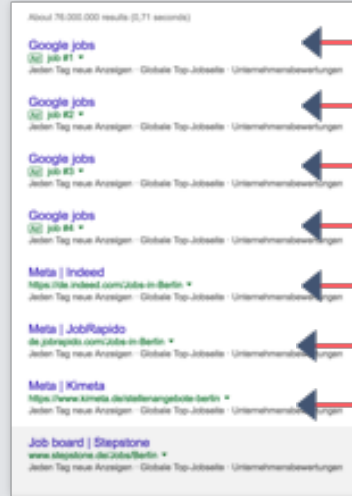 About 76.000.000 results (0,71 seconds)
Google jobs
Ad job #1
Jeden Tag neue Anzeigen · Globale Top-Jobseite · Unternehmensbewertungen
Google jobs
Ad job #2
Jeden Tag neue Anzeigen · Globale Top-Jobseite · Unternehmensbewertungen
Google jobs
Ad job #3
Jeden Tag neue Anzeigen · Globale Top-Jobseite · Unternehmensbewertungen
Google jobs
Ad job #4
Jeden Tag neue Anzeigen · Globale Top-Jobseite · Unternehmensbewertungen
Meta | Indeed
https://de.indeed.com/Jobs-in-Berlin
Jeden Tag neue Anzeigen · Globale Top-Jobseite · Unternehmensbewertungen
Meta | JobRapido
de.jobrapido.com/Jobs-in-Berlin
Jeden Tag neue Anzeigen · Globale Top-Jobseite · Unternehmensbewertungen
Meta | Kimeta
https://www.kimeta.de/stellenangebote-berlin
Jeden Tag neue Anzeigen · Globale Top-Jobseite · Unternehmensbewertungen
Job board | Stepstone
www.stepstone.de/Jobs/Berlin
Jeden Tag neue Anzeigen · Globale Top-Jobseite · Unternehmensbewertungen